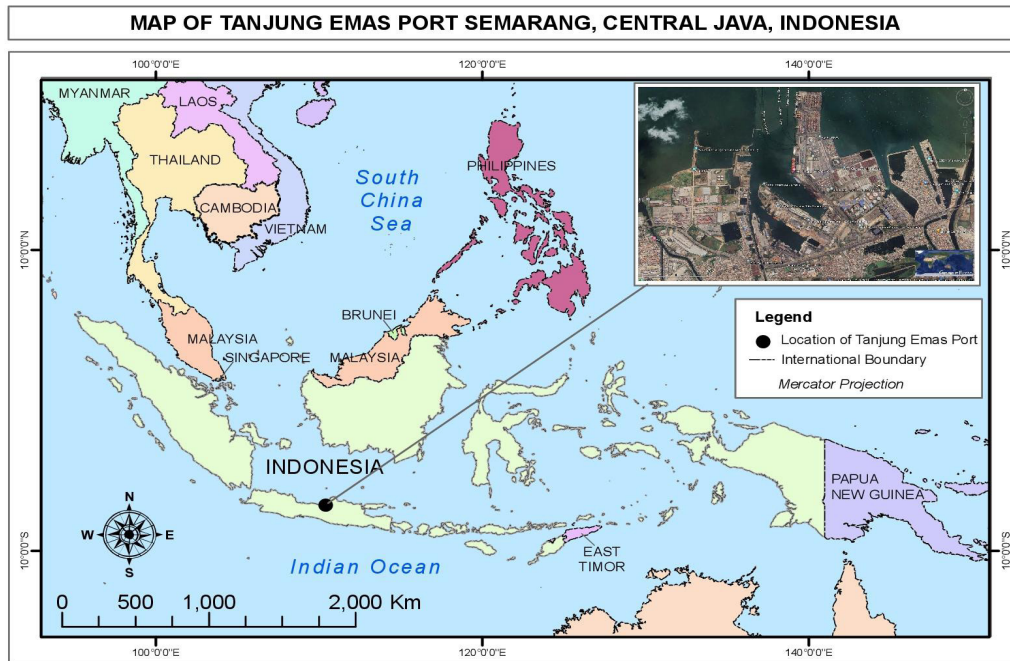 MAP OF TANJUNG EMAS PORT SEMARANG, CENTRAL JAVA, INDONESIA
100°0'0"E
120°0'0"E
140°0'0"E
MYANMAR
LAOS
THAILAND
CAMBODIA
VIETNAM
South
China
Sea
PHILIPPINES
10°0'0"N
10°0'0"N
BRUNEI
MALAYSIA
SINGAPORE
MALAYSIA
Legend
Location of Tanjung Emas Port
International Boundary
Mercator Projection
INDONESIA
PAPUA
NEW GUINEA
N
W
E
S
EAST
TIMOR
10°0'0"S
10°0'0"S
Indian Ocean
0 500 1,000 2,000 Km
100°0'0"E
120°0'0"E
140°0'0"E